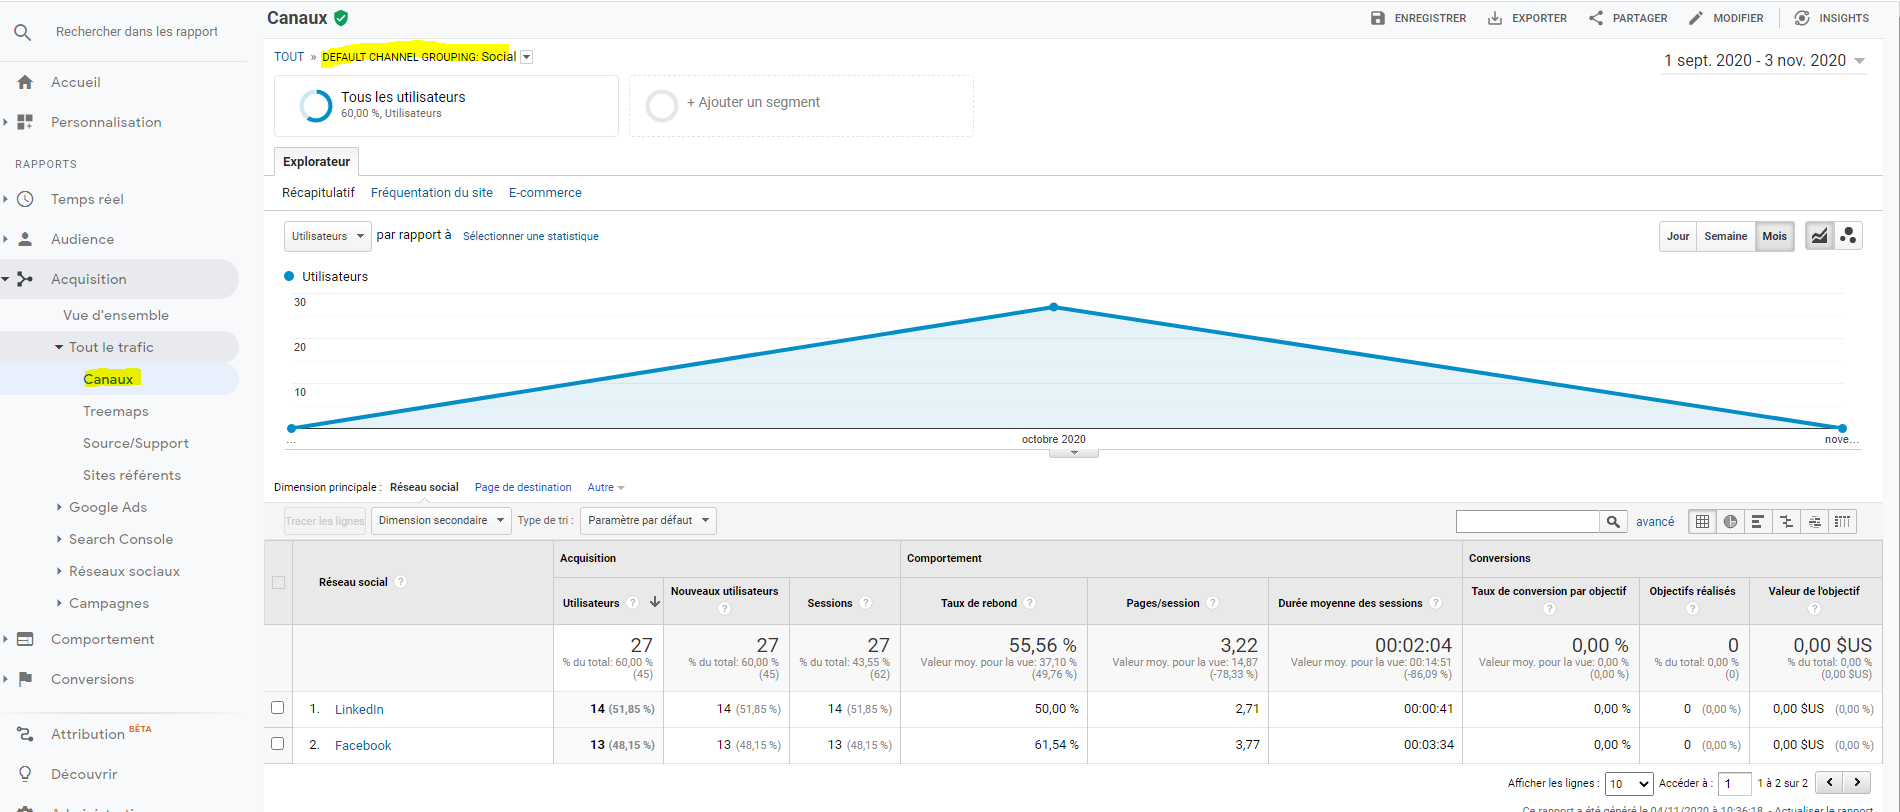 Rechercher dans les rapport
Accueil
Personnalisation
RAPPORTS
Temps réel
Audience
Acquisition
Vue d'ensemble
Tout le trafic
Canaux
Treemaps
Source/Support
Sites référents
Google Ads
Search Console
Réseaux sociaux
Campagnes
Comportement
Conversions
Attribution BÊTA
Découvrir
Canaux
ENREGISTRER EXPORTER PARTAGER MODIFIER INSIGHTS
TOUT » DEFAULT CHANNEL GROUPING: Social
1 sept. 2020 - 3 nov. 2020
Tous les utilisateurs
60,00 %, Utilisateurs
+ Ajouter un segment
Explorateur
Récapitulatif Fréquentation du site E-commerce
Utilisateurs par rapport à Sélectionner une statistique
Jour Semaine Mois
Utilisateurs
30
20
10
... octobre 2020 nove...
Dimension principale : Réseau social Page de destination Autre
Tracer les lignes Dimension secondaire Type de tri : Paramètre par défaut avancé
Réseau social ? Acquisition Comportement Conversions
Utilisateurs ? Nouveaux utilisateurs ? Sessions ? Taux de rebond ? Pages/session ? Durée moyenne des sessions ? Taux de conversion par objectif ? Objectifs réalisés ? Valeur de l'objectif ?
27 27 27 55,56 % 3,22 00:02:04 0,00 % 0 0,00 $US
% du total: 60,00 % % du total: 60,00 % % du total: 43,55 % Valeur moy. pour la vue: 37,10 % Valeur moy. pour la vue: 14,87 Valeur moy. pour la vue: 00:14:51 Valeur moy. pour la vue: 0,00 % % du total: 0,00 % % du total: 0,00 %
(45) (45) (62) (49,76 %) (-78,33 %) (-86,09 %) (0,00 %) (0) (0,00 $US)
1. LinkedIn 14 (51,85 %) 14 (51,85 %) 14 (51,85 %) 50,00 % 2,71 00:00:41 0,00 % 0 (0,00 %) 0,00 $US (0,00 %)
2. Facebook 13 (48,15 %) 13 (48,15 %) 13 (48,15 %) 61,54 % 3,77 00:03:34 0,00 % 0 (0,00 %) 0,00 $US (0,00 %)
Afficher les lignes : 10 Accéder à : 1 1 à 2 sur 2
Ce rapport a été généré le 04/11/2020 à 10:36:18 - Actualiser le rapport